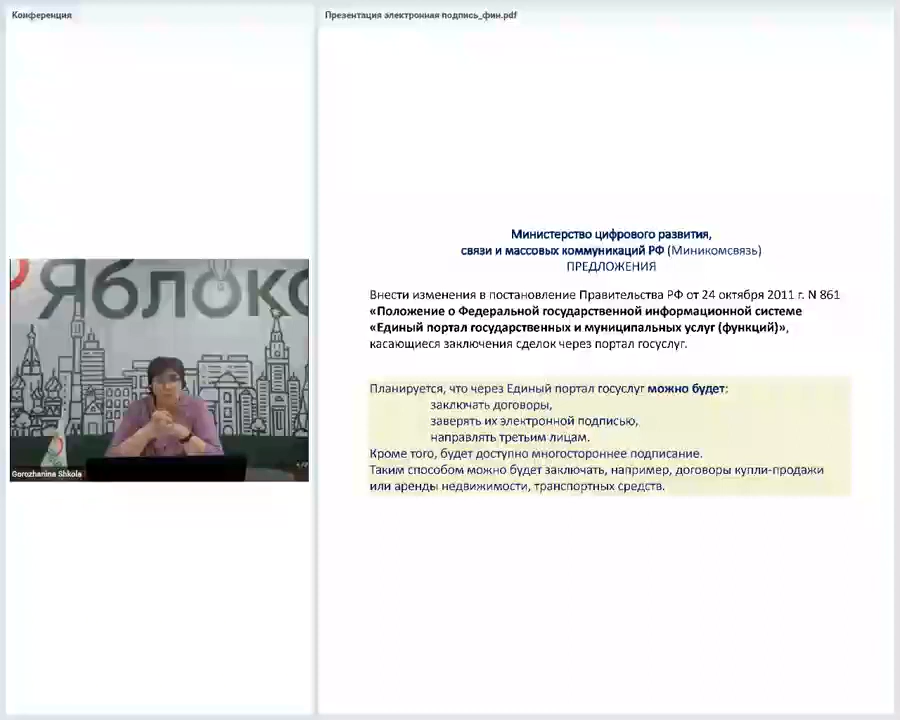 Конференция
Презентация электронная подпись_фин.pdf
Яблоко
Gorozhanina Shkola
Министерство цифрового развития,
связи и массовых коммуникаций РФ (Миникомсвязь)
ПРЕДЛОЖЕНИЯ
Внести изменения в постановление Правительства РФ от 24 октября 2011 г. N 861
«Положение о Федеральной государственной информационной системе
«Единый портал государственных и муниципальных услуг (функций)»,
касающиеся заключения сделок через портал госуслуг.
Планируется, что через Единый портал госуслуг можно будет:
заключать договоры,
заверять их электронной подписью,
направлять третьим лицам.
Кроме того, будет доступно многостороннее подписание.
Таким способом можно будет заключать, например, договоры купли-продажи
или аренды недвижимости, транспортных средств.